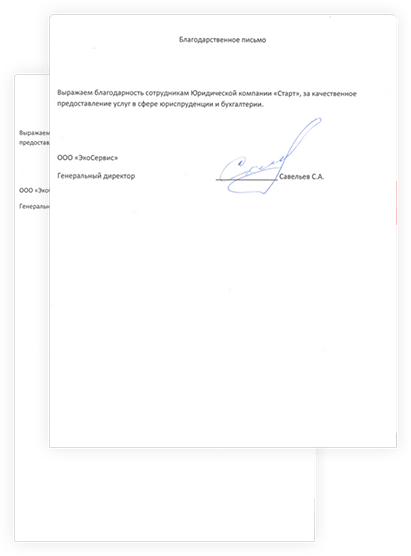 Благодарственное письмо
Выражаем благодарность сотрудникам Юридической компании «Старт», за качественное
предоставление услуг в сфере юриспруденции и бухгалтерии.
ООО «ЭкоСервис»
Генеральный директор Савельев С.А.
Выражаем
предостав
ООО «Эко
Генеральн